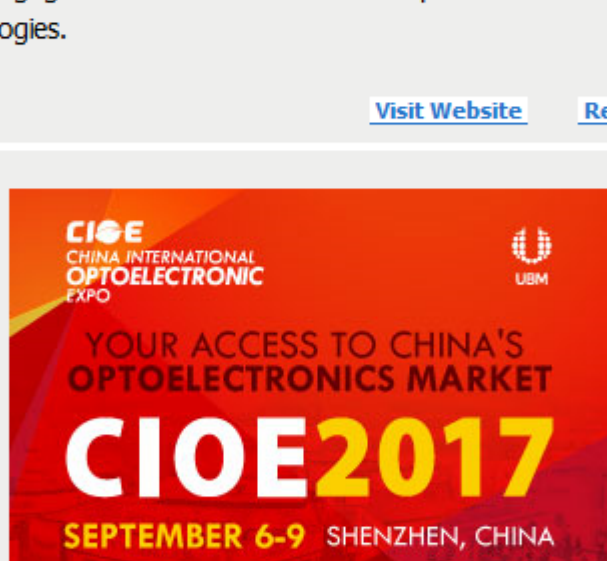 ogies.
Visit Website
CIOE
CHINA INTERNATIONAL
OPTOELECTRONIC
EXPO
UBM
YOUR ACCESS TO CHINA'S
OPTOELECTRONICS MARKET
CIOE2017
SEPTEMBER 6-9 SHENZHEN, CHINA